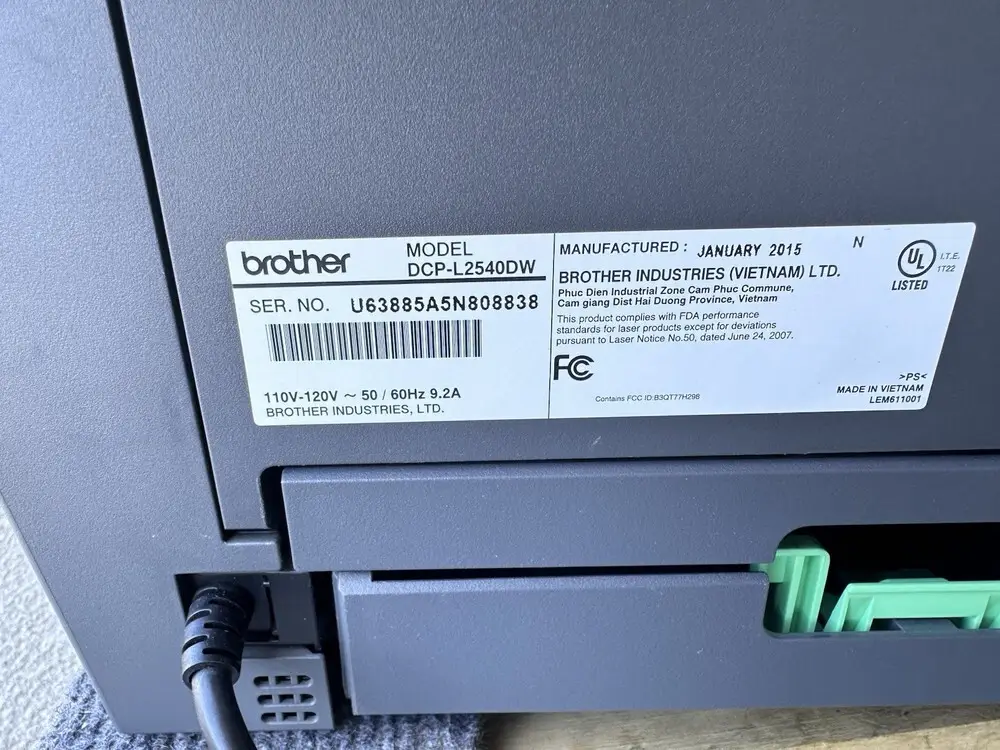 brother
MODEL
DCP-L2540DW
SER. NO. U63885A5N808838
110V-120V ~ 50 / 60Hz 9.2A
BROTHER INDUSTRIES, LTD.
MANUFACTURED : JANUARY 2015 N
BROTHER INDUSTRIES (VIETNAM) LTD.
Phuc Dien Industrial Zone Cam Phuc Commune,
Cam giang Dist Hai Duong Province, Vietnam
This product complies with FDA performance
standards for laser products except for deviations
pursuant to Laser Notice No.50, dated June 24, 2007.
FC
Contains FCC ID:B3QT77H298
UL
LISTED
I.T.E.
1T22
>PS<
MADE IN VIETNAM
LEM611001